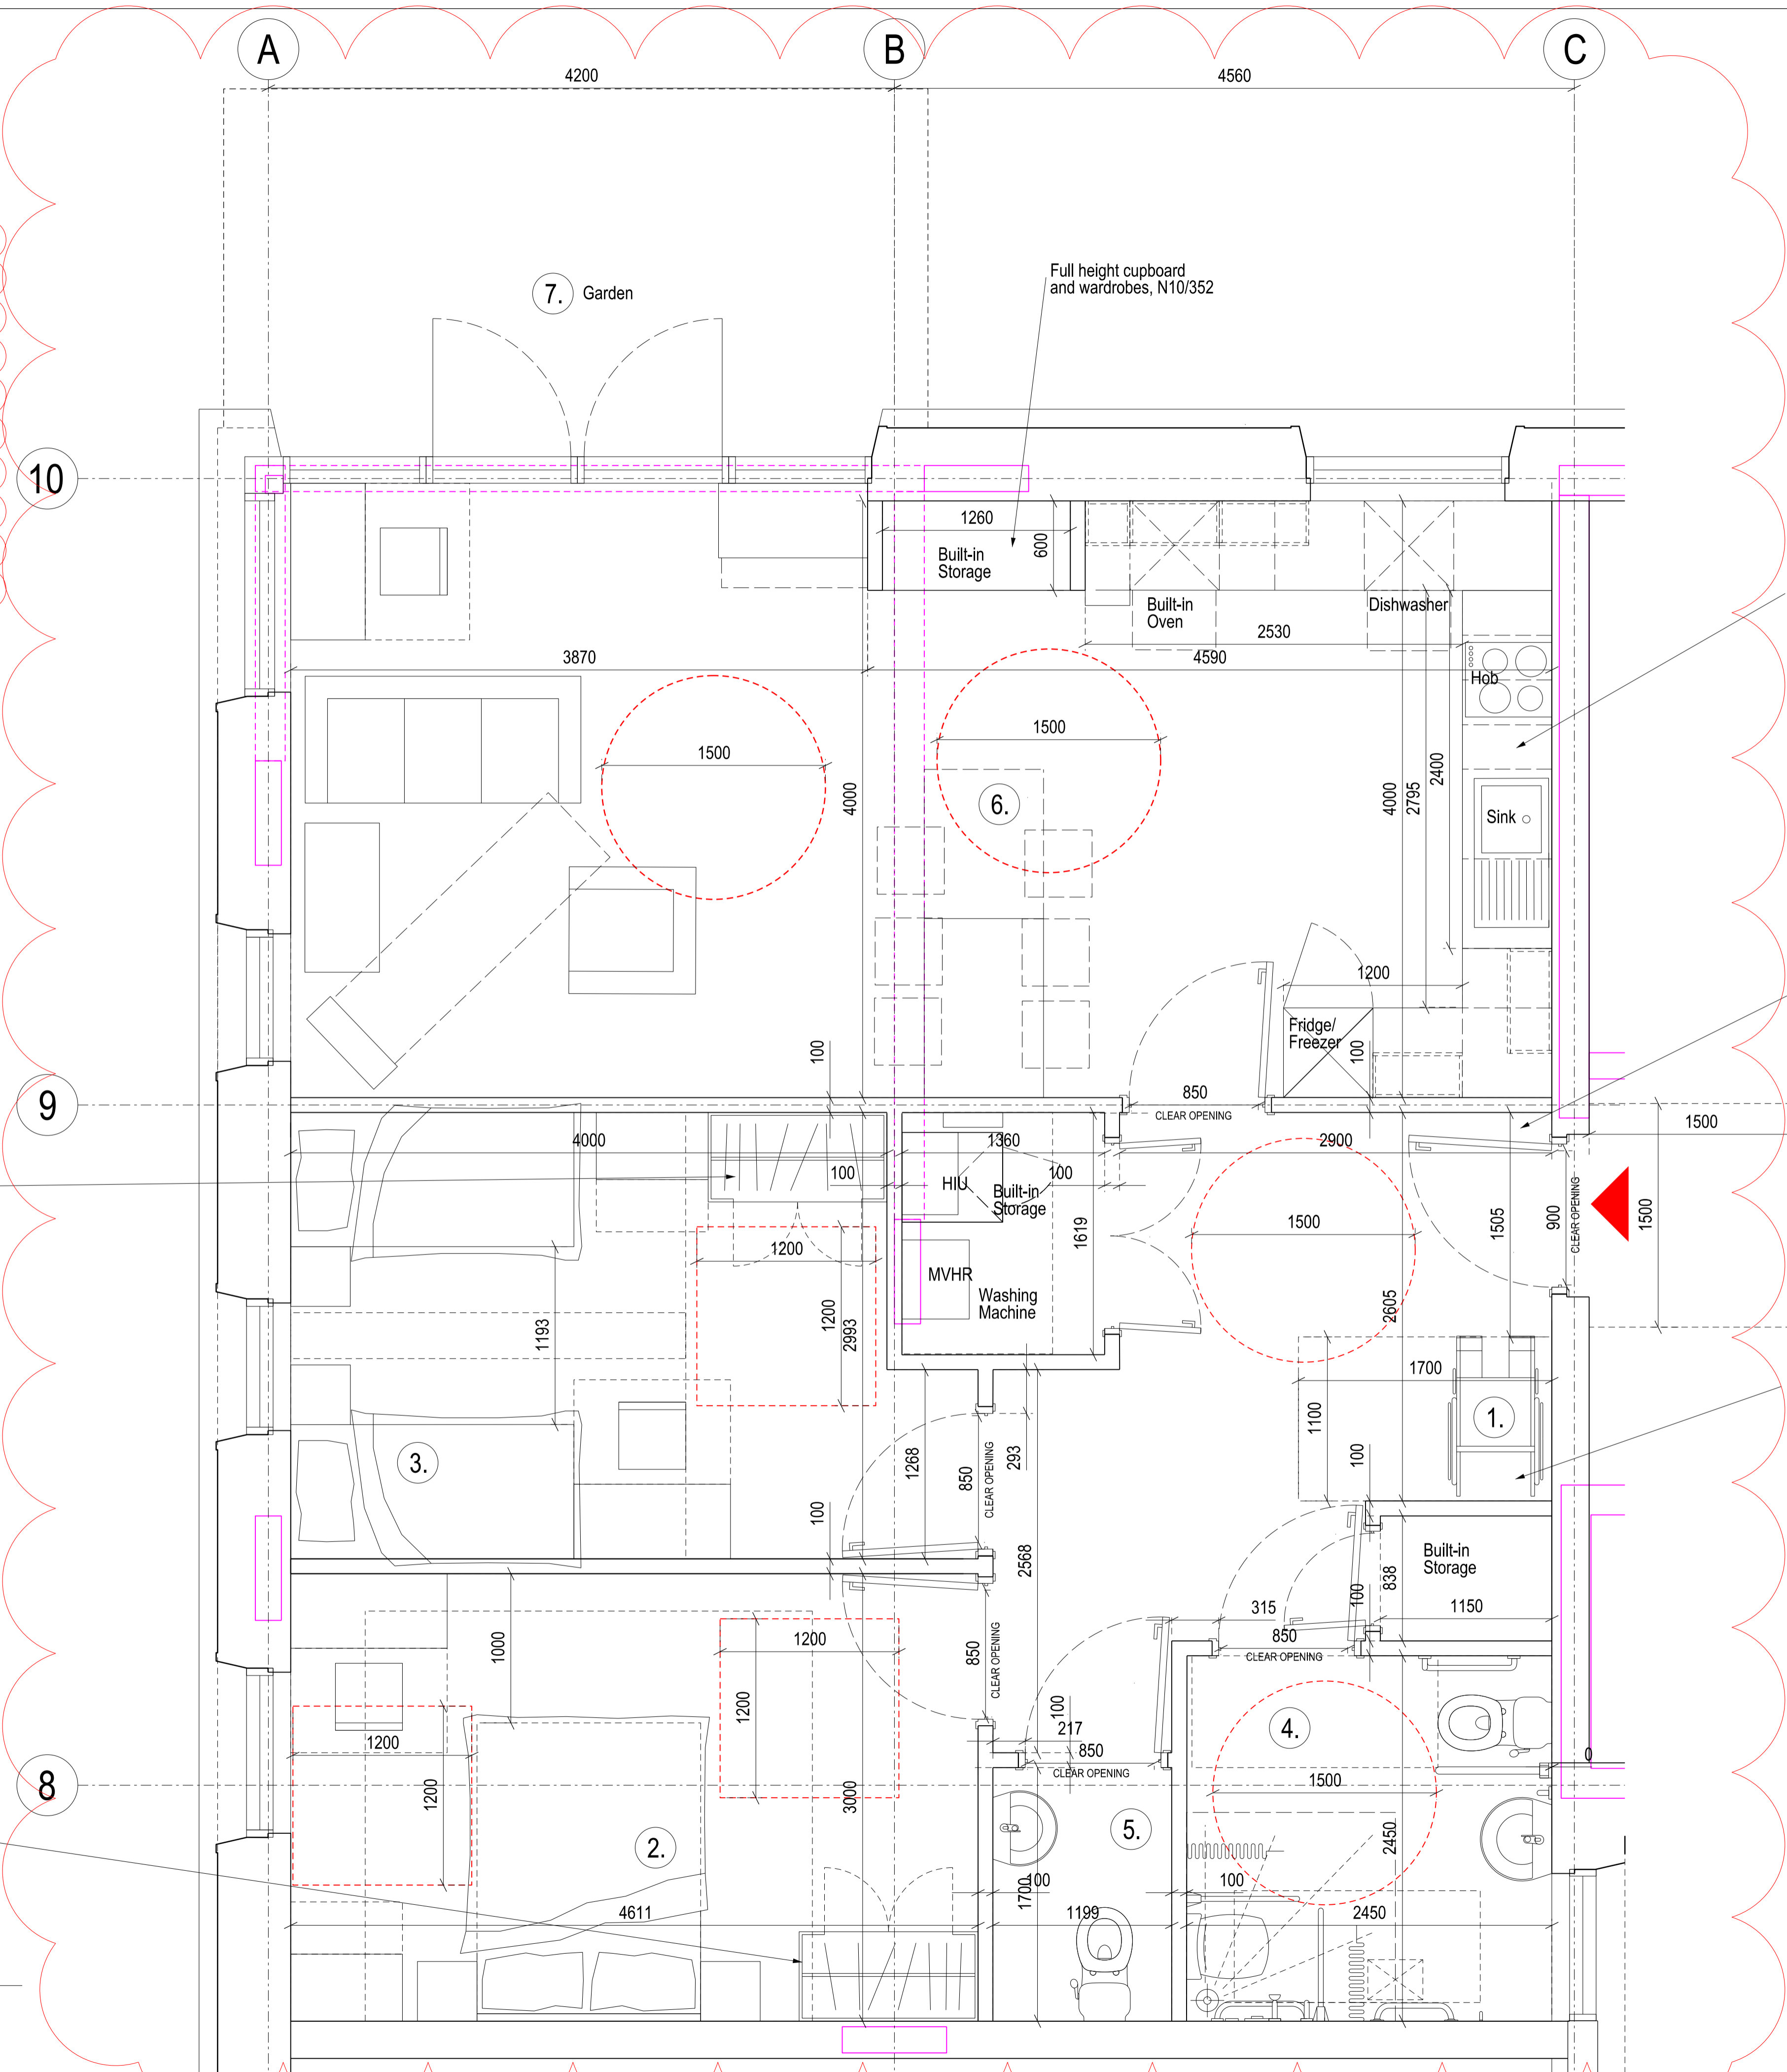 A
B
C
4200
4560
7.
Garden
Full height cupboard
and wardrobes, N10/352
10
1260
600
Built-in
Storage
Built-in
Oven
Dishwasher
2530
3870
4590
Hob
1500
1500
4000
6.
4000
2795
2400
Sink
1200
Fridge/
Freezer
100
100
850
CLEAR OPENING
9
4000
1360
2900
1500
100
HIU
100
Built-in
Storage
1619
1500
1505
900
CLEAR OPENING
1500
1200
MVHR
Washing
Machine
1200
2993
1193
2605
1700
1100
1.
3.
1268
850
CLEAR OPENING
293
100
100
2568
Built-in
Storage
838
100
1150
315
850
CLEAR OPENING
1000
1200
850
CLEAR OPENING
1200
100
217
850
CLEAR OPENING
4.
0
8
1200
1200
3000
1500
2.
5.
2450
1700
100
100
4611
1199
2450